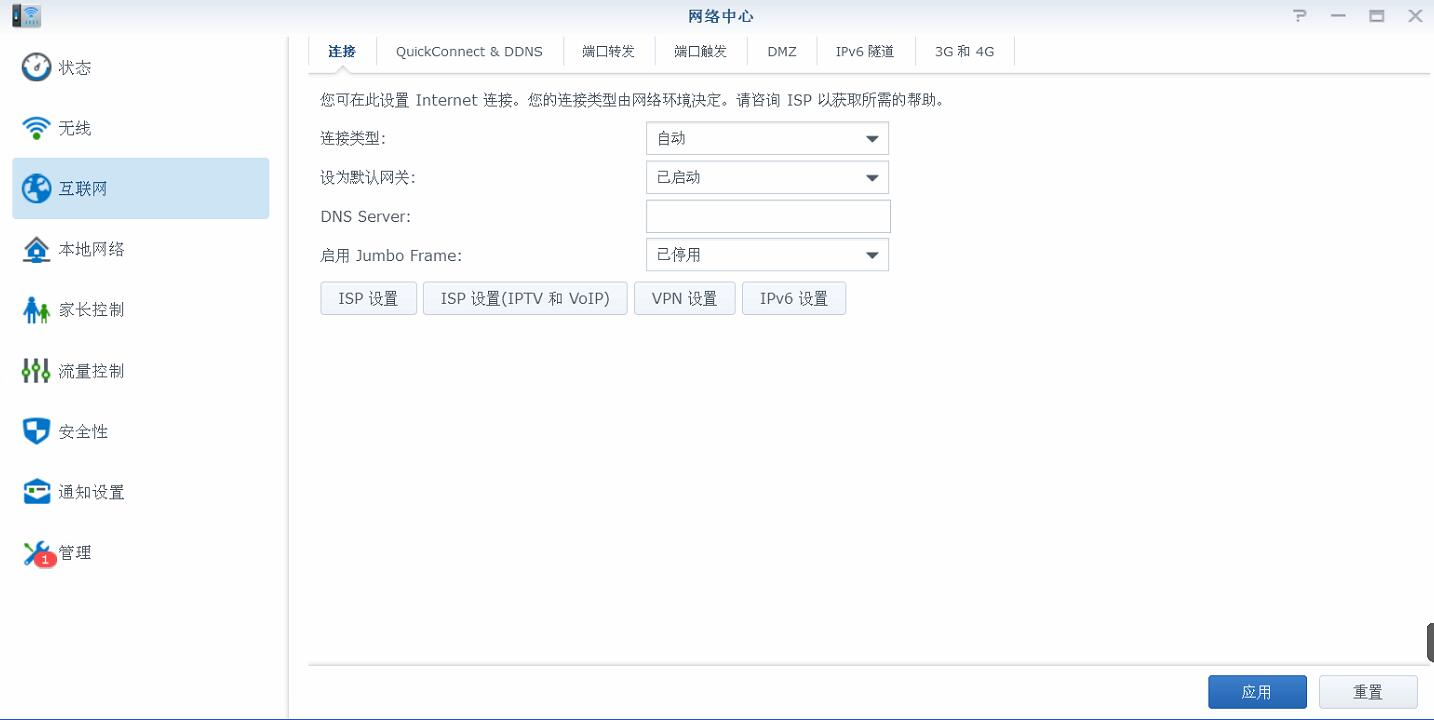 网络中心
状态
无线
互联网
本地网络
家长控制
流量控制
安全性
通知设置
1
管理
连接 QuickConnect & DDNS 端口转发 端口触发 DMZ IPv6 隧道 3G 和 4G
您可在此设置 Internet 连接。您的连接类型由网络环境决定。请咨询 ISP 以获取所需的帮助。
连接类型: 自动
设为默认网关: 已启动
DNS Server:
启用 Jumbo Frame: 已停用
ISP 设置 ISP 设置(IPTV 和 VoIP) VPN 设置 IPv6 设置
应用 重置